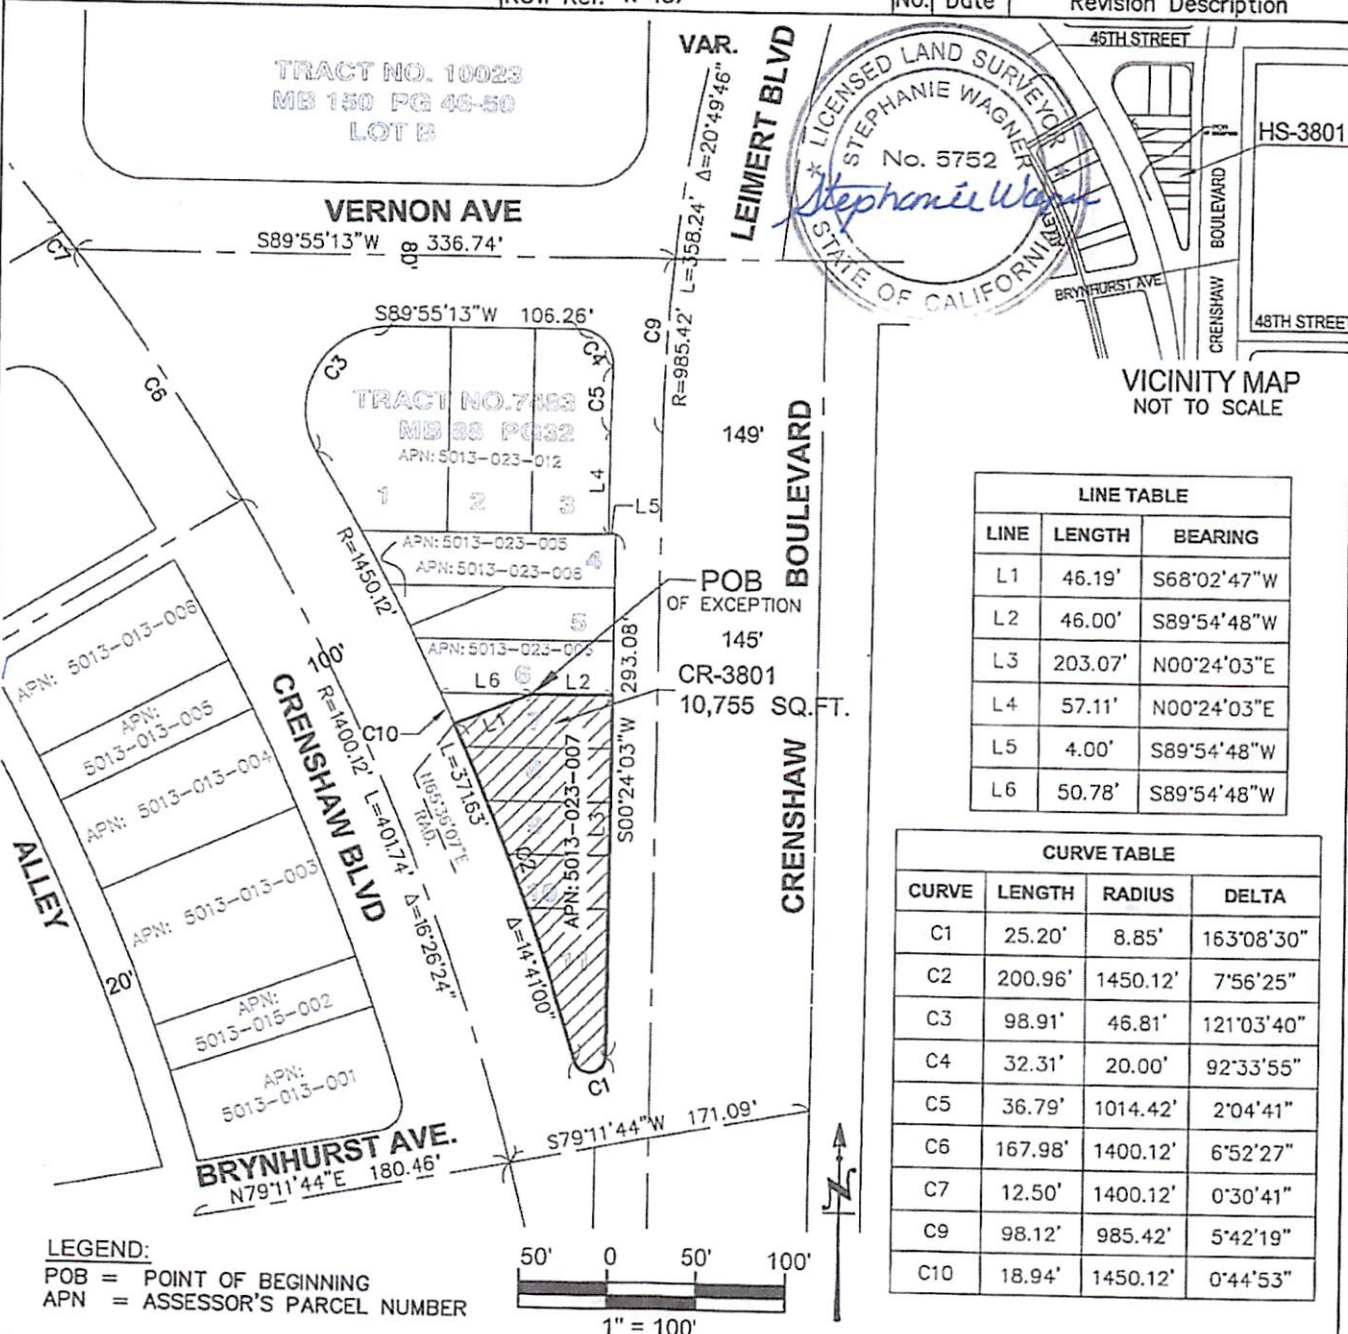 No. Date Revision Description
TRACT NO. 10023
MB 150 PG 46-50
LOT B
VAR.
LEIMERT BLVD
Δ=20°49'46"
L=358.24'
R=985.42'
C9
LICENSED LAND SURVEYOR
STEPHANIE WAGNER
No. 5752
STATE OF CALIFORNIA
46TH STREET
HS-3801
BOULEVARD
CRENSHAW
BRYNHURST AVE.
48TH STREET
VICINITY MAP
NOT TO SCALE
VERNON AVE
S89°55'13"W 336.74'
80'
C7
C6
S89°55'13"W 106.26'
C3
C4
C5
TRACT NO.7483
MB 88 PG32
APN: 5013-023-012
L4
1
2
3
L5
149'
BOULEVARD
R=1450.12'
APN: 5013-023-005
4
APN: 5013-023-008
5
POB
OF EXCEPTION
145'
6
L6
L2
293.08'
S00°24'03"W
CR-3801
10,755 SQ.FT.
CRENSHAW
C10
L1
7
L=371.63'
N65°36'07"E
RAD.
C2
L3
APN:5013-023-007
10
11
Δ=14°41'00"
C1
100'
CRENSHAW BLVD
R=1400.12' L=401.74' Δ=16°26'24"
APN: 5013-013-006
APN:
5013-013-005
APN: 5013-013-004
APN: 5013-013-003
APN:
5013-015-002
APN:
5013-013-001
ALLEY
20'
BRYNHURST AVE.
N79°11'44"E 180.46'
S79°11'44"W 171.09'
LINE TABLE
LINE LENGTH BEARING
L1 46.19' S68°02'47"W
L2 46.00' S89°54'48"W
L3 203.07' N00°24'03"E
L4 57.11' N00°24'03"E
L5 4.00' S89°54'48"W
L6 50.78' S89°54'48"W
CURVE TABLE
CURVE LENGTH RADIUS DELTA
C1 25.20' 8.85' 163°08'30"
C2 200.96' 1450.12' 7°56'25"
C3 98.91' 46.81' 121°03'40"
C4 32.31' 20.00' 92°33'55"
C5 36.79' 1014.42' 2°04'41"
C6 167.98' 1400.12' 6°52'27"
C7 12.50' 1400.12' 0°30'41"
C9 98.12' 985.42' 5°42'19"
C10 18.94' 1450.12' 0°44'53"
LEGEND:
POB = POINT OF BEGINNING
APN = ASSESSOR'S PARCEL NUMBER
50' 0 50' 100'
1" = 100'